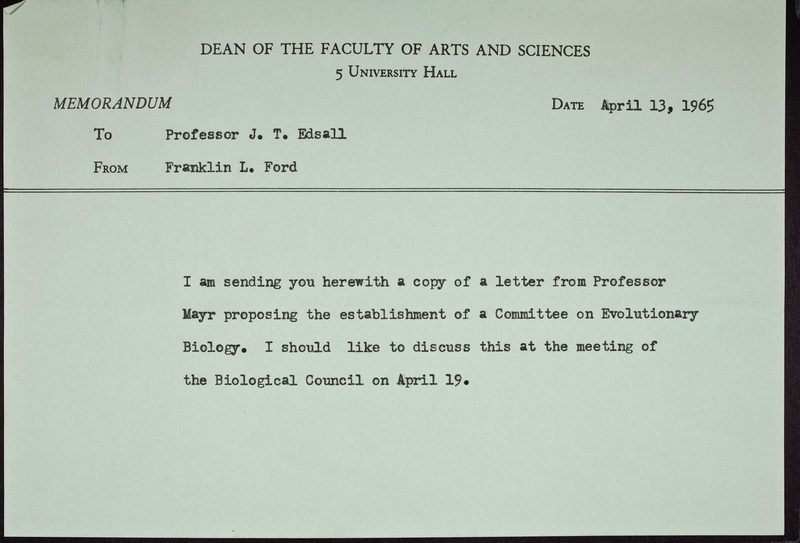 DEAN OF THE FACULTY OF ARTS AND SCIENCES
5 UNIVERSITY HALL
MEMORANDUM DATE April 13, 1965
TO Professor J. T. Edsall
FROM Franklin L. Ford
I am sending you herewith a copy of a letter from Professor
Mayr proposing the establishment of a Committee on Evolutionary
Biology. I should like to discuss this at the meeting of
the Biological Council on April 19.